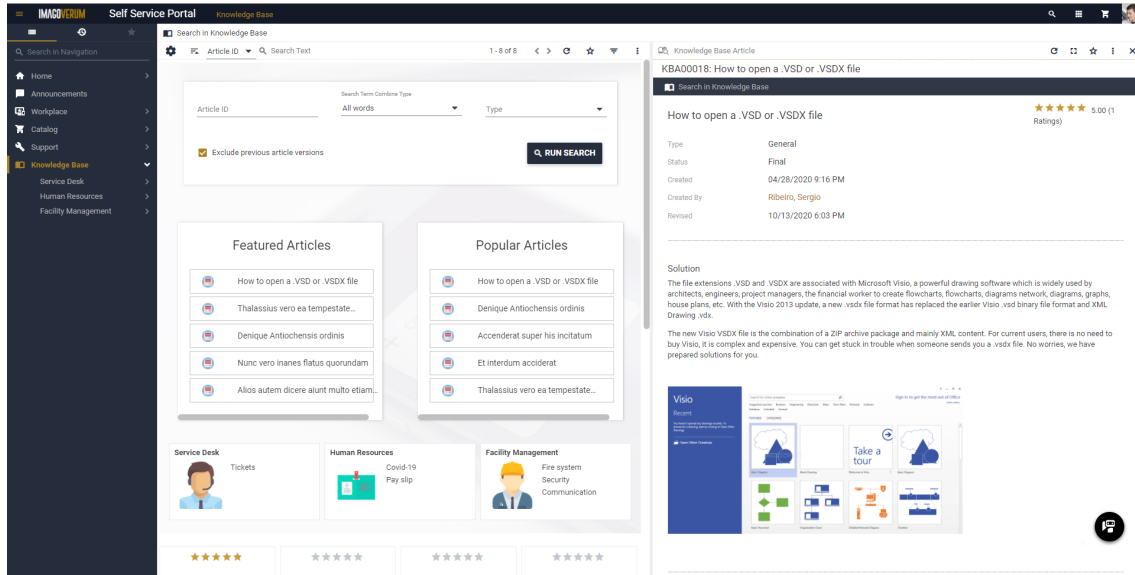 IMAGOVERUM
Self Service Portal
Knowledge Base
Search in Navigation
Home
Announcements
Workplace
Catalog
Support
Knowledge Base
Service Desk
Human Resources
Facility Management
Search in Knowledge Base
Article ID
Search Text
1 - 8 of 8
Article ID
Search Term Combine Type
All words
Type
Exclude previous article versions
RUN SEARCH
Featured Articles
How to open a .VSD or .VSDX file
Thalassius vero ea tempestate...
Denique Antiochensis ordinis
Nunc vero inanes flatus quorundam
Alios autem dicere aiunt multo etiam...
Popular Articles
How to open a .VSD or .VSDX file
Denique Antiochensis ordinis
Accenderat super his incitatum
Et interdum acciderat
Thalassius vero ea tempestate...
Service Desk
Tickets
Human Resources
Covid-19
Pay slip
Facility Management
Fire system
Security
Communication
Knowledge Base Article
KBA00018: How to open a .VSD or .VSDX file
Search in Knowledge Base
How to open a .VSD or .VSDX file
5.00 (1
Ratings)
Type General
Status Final
Created 04/28/2020 9:16 PM
Created By Ribeiro, Sergio
Revised 10/13/2020 6:03 PM
Solution
The file extensions .VSD and .VSDX are associated with Microsoft Visio, a powerful drawing software which is widely used by
architects, engineers, project managers, the financial worker to create flowcharts, flowcharts, diagrams network, diagrams, graphs,
house plans, etc. With the Visio 2013 update, a new .vsdx file format has replaced the earlier Visio .vsd binary file format and XML
Drawing .vdx.
The new Visio VSDX file is the combination of a ZIP archive package and mainly XML content. For current users, there is no need to
buy Visio, it is complex and expensive. You can get stuck in trouble when someone sends you a .vsdx file. No worries, we have
prepared solutions for you.
Visio
Recent
Sign in to get the most out of Office
Take a
tour